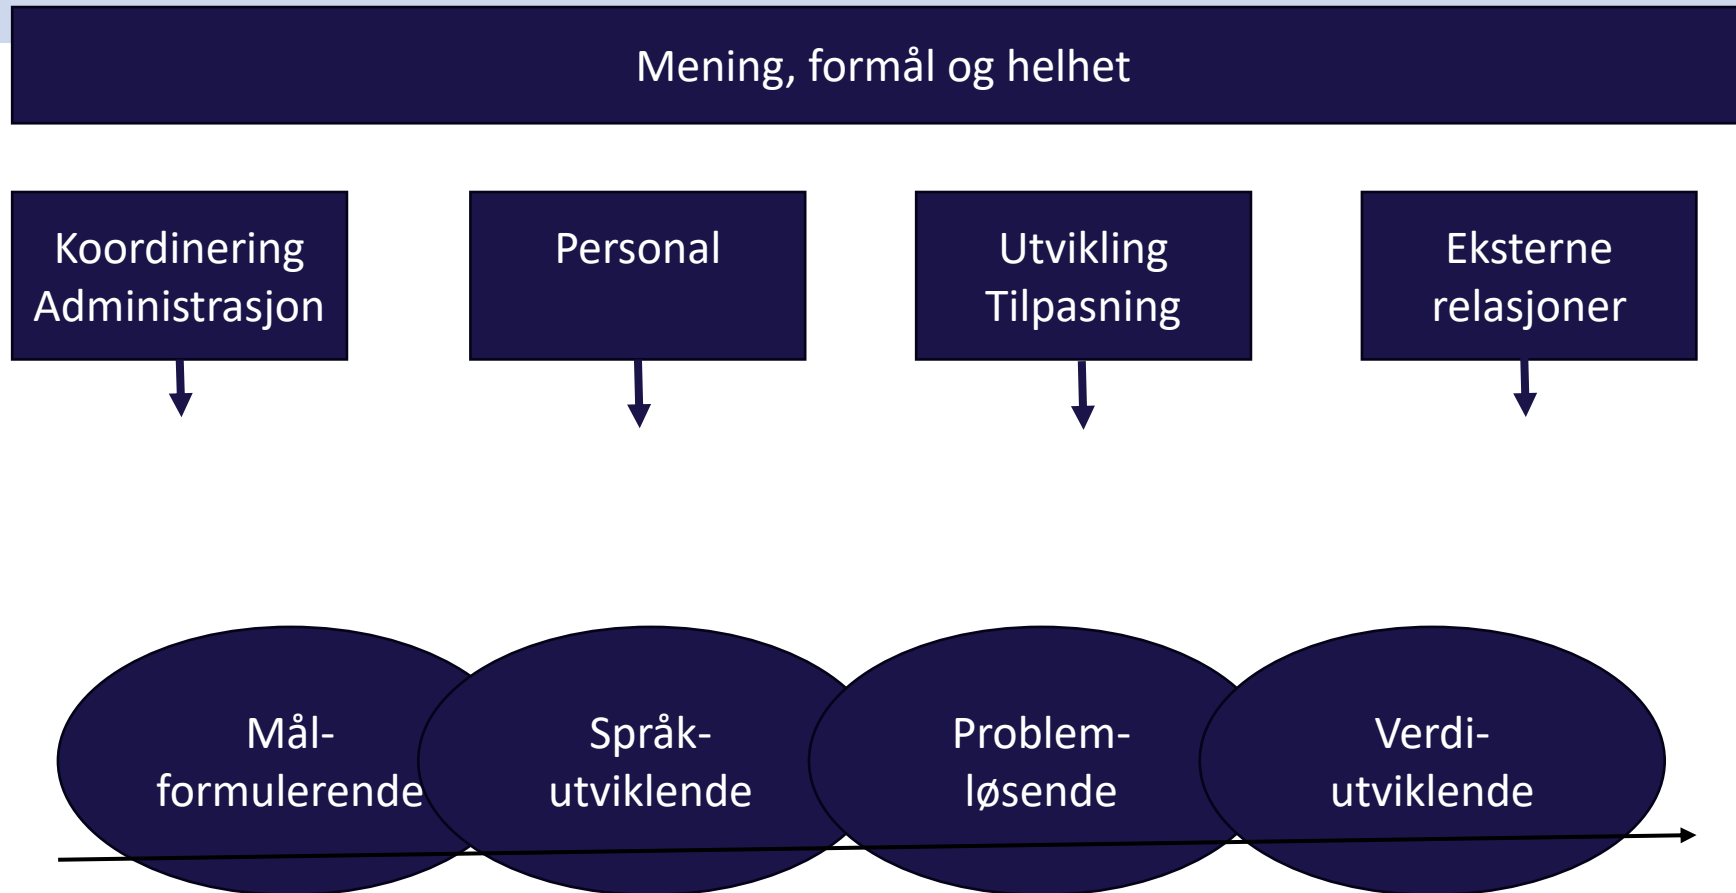 Mening, formål og helhet
Koordinering
Administrasjon
Personal
Utvikling
Tilpasning
Eksterne
relasjoner
Mål-
formulerende
Språk-
utviklende
Problem-
løsende
Verdi-
utviklende